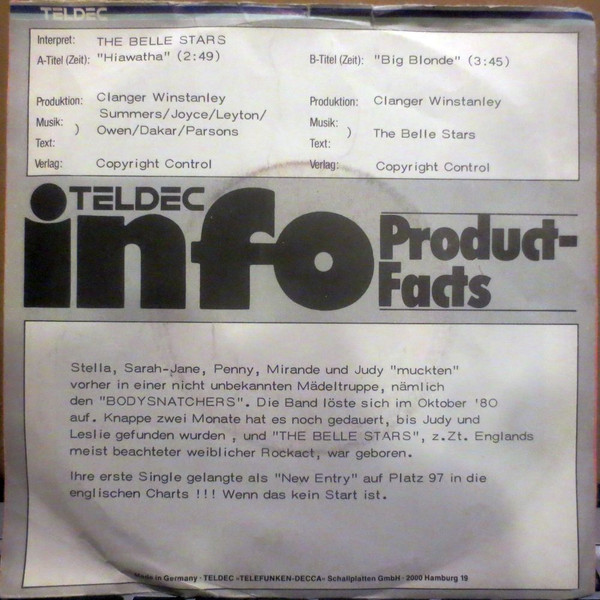 TELDEC
Interpret: THE BELLE STARS
A-Titel (Zeit): "Hiawatha" (2:49) B-Titel (Zeit): "Big Blonde" (3:45)
Produktion: Clanger Winstanley Produktion: Clanger Winstanley
Musik: ) Summers/Joyce/Leyton/ Musik: )
Text: Owen/Dakar/Parsons Text: The Belle Stars
Verlag: Copyright Control Verlag: Copyright Control
TELDEC
info Product-
Facts
Stella, Sarah-Jane, Penny, Mirande und Judy "muckten"
vorher in einer nicht unbekannten Mädeltruppe, nämlich
den "BODYSNATCHERS". Die Band löste sich im Oktober '80
auf. Knappe zwei Monate hat es noch gedauert, bis Judy und
Leslie gefunden wurden , und "THE BELLE STARS", z.Zt. Englands
meist beachteter weiblicher Rockact, war geboren.
Ihre erste Single gelangte als "New Entry" auf Platz 97 in die
englischen Charts !!! Wenn das kein Start ist.
Made in Germany · TELDEC »TELEFUNKEN-DECCA« Schallplatten GmbH · 2000 Hamburg 19